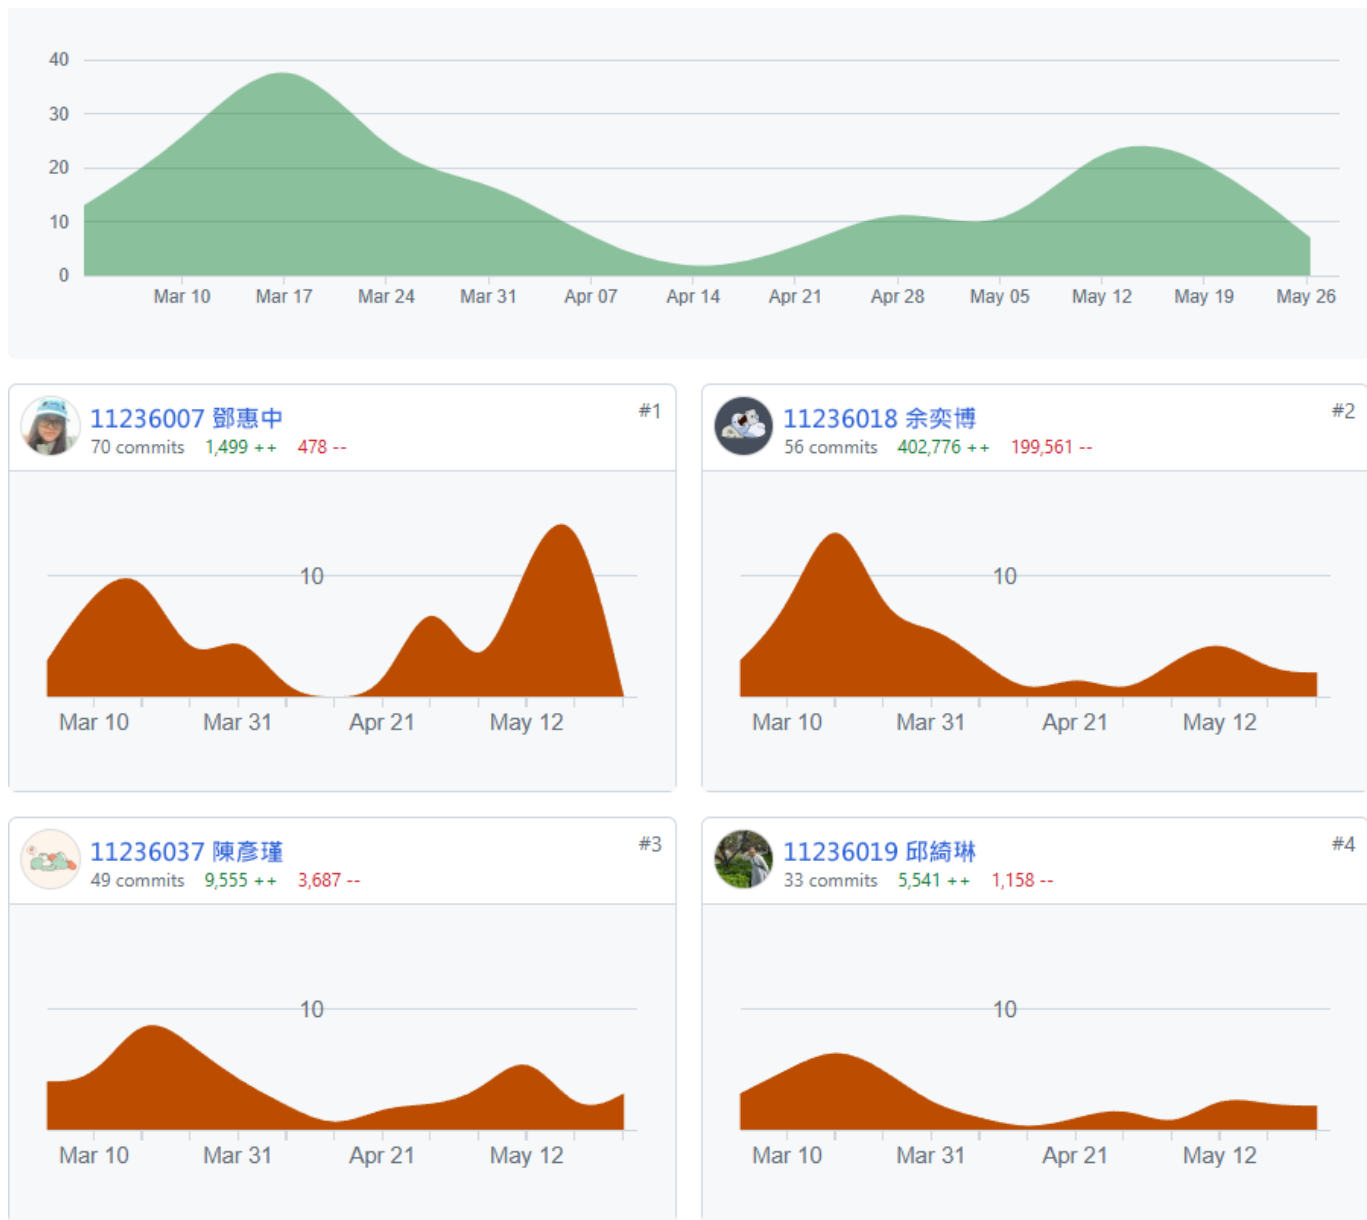 40
30
20
10
0
Mar 10 Mar 17 Mar 24 Mar 31 Apr 07 Apr 14 Apr 21 Apr 28 May 05 May 12 May 19 May 26
11236007 鄧惠中 #1
70 commits 1,499 ++ 478 --
10
Mar 10 Mar 31 Apr 21 May 12
11236018 余奕博 #2
56 commits 402,776 ++ 199,561 --
10
Mar 10 Mar 31 Apr 21 May 12
11236037 陳彥瑾 #3
49 commits 9,555 ++ 3,687 --
10
Mar 10 Mar 31 Apr 21 May 12
11236019 邱綺琳 #4
33 commits 5,541 ++ 1,158 --
10
Mar 10 Mar 31 Apr 21 May 12